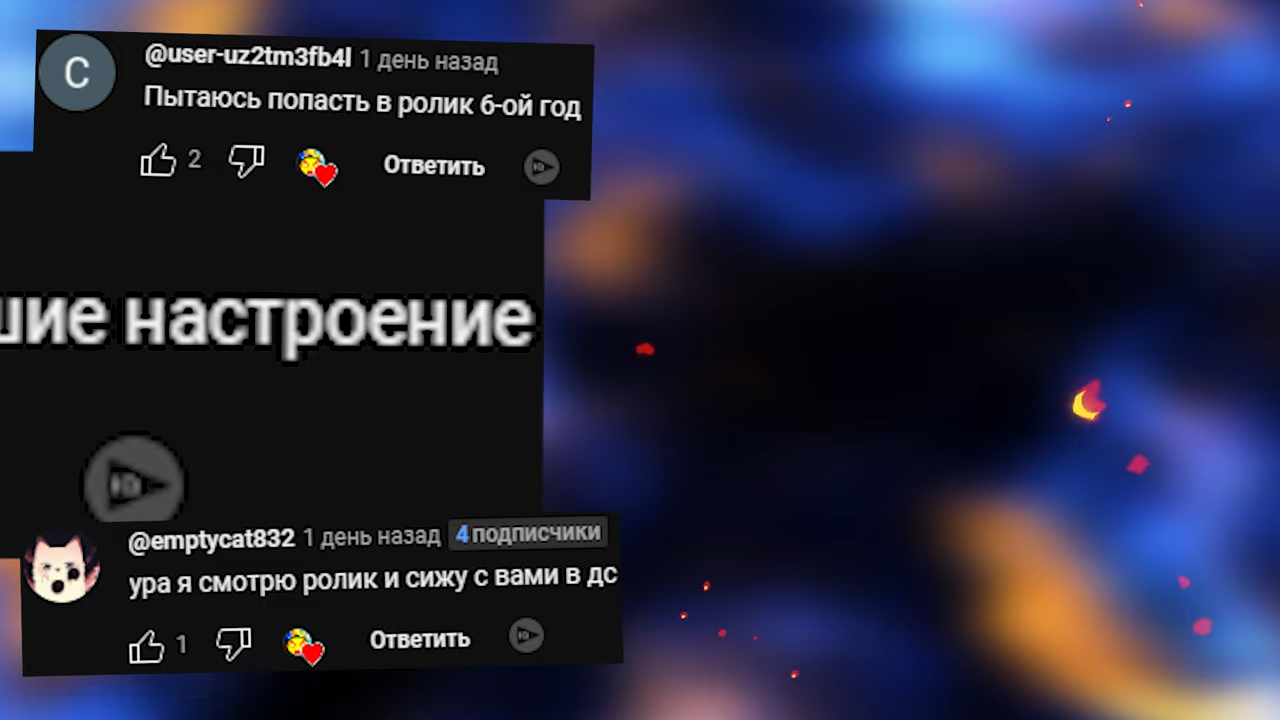 С
@user-uz2tm3fb4l 1 день назад
Пытаюсь попасть в ролик 6-ой год
2
Ответить
настроение
@emptycat832 1 день назад 4 подписчики
ура я смотрю ролик и сижу с вами в дс
1
Ответить